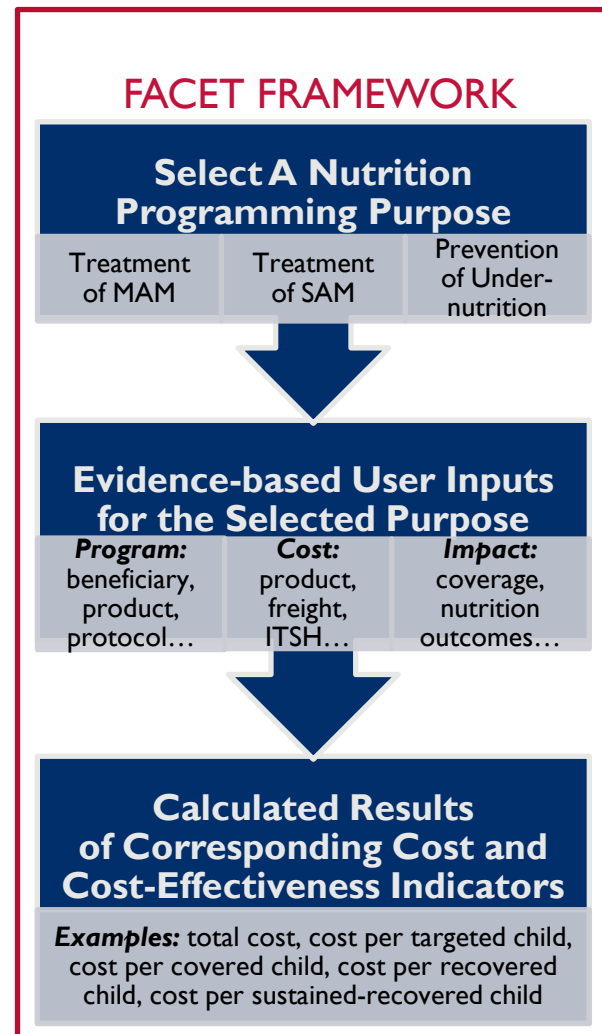 FACET FRAMEWORK
Select A Nutrition
Programming Purpose
Treatment
of MAM
Treatment
of SAM
Prevention
of Under-
nutrition
Evidence-based User Inputs
for the Selected Purpose
Program:
beneficiary,
product,
protocol…
Cost:
product,
freight,
ITSH…
Impact:
coverage,
nutrition
outcomes…
Calculated Results
of Corresponding Cost and
Cost-Effectiveness Indicators
Examples: total cost, cost per targeted child,
cost per covered child, cost per recovered
child, cost per sustained-recovered child